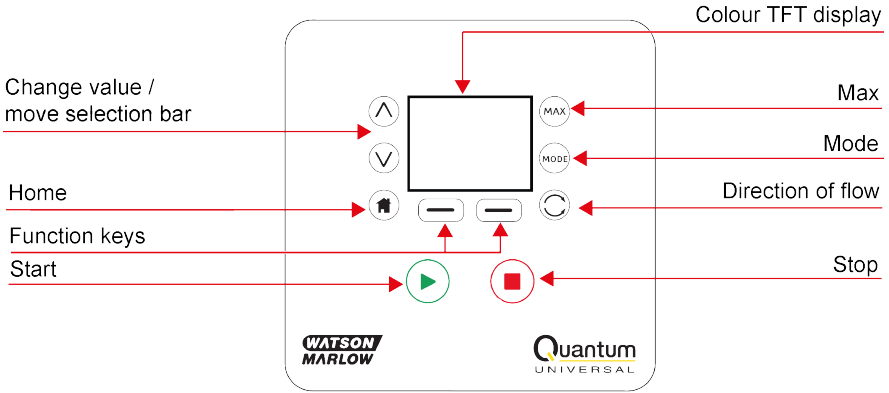 Colour TFT display
Change value /
move selection bar
MAX
Max
MODE
Mode
Home
Direction of flow
Function keys
Start
Stop
WATSON
MARLOW
Quantum
UNIVERSAL